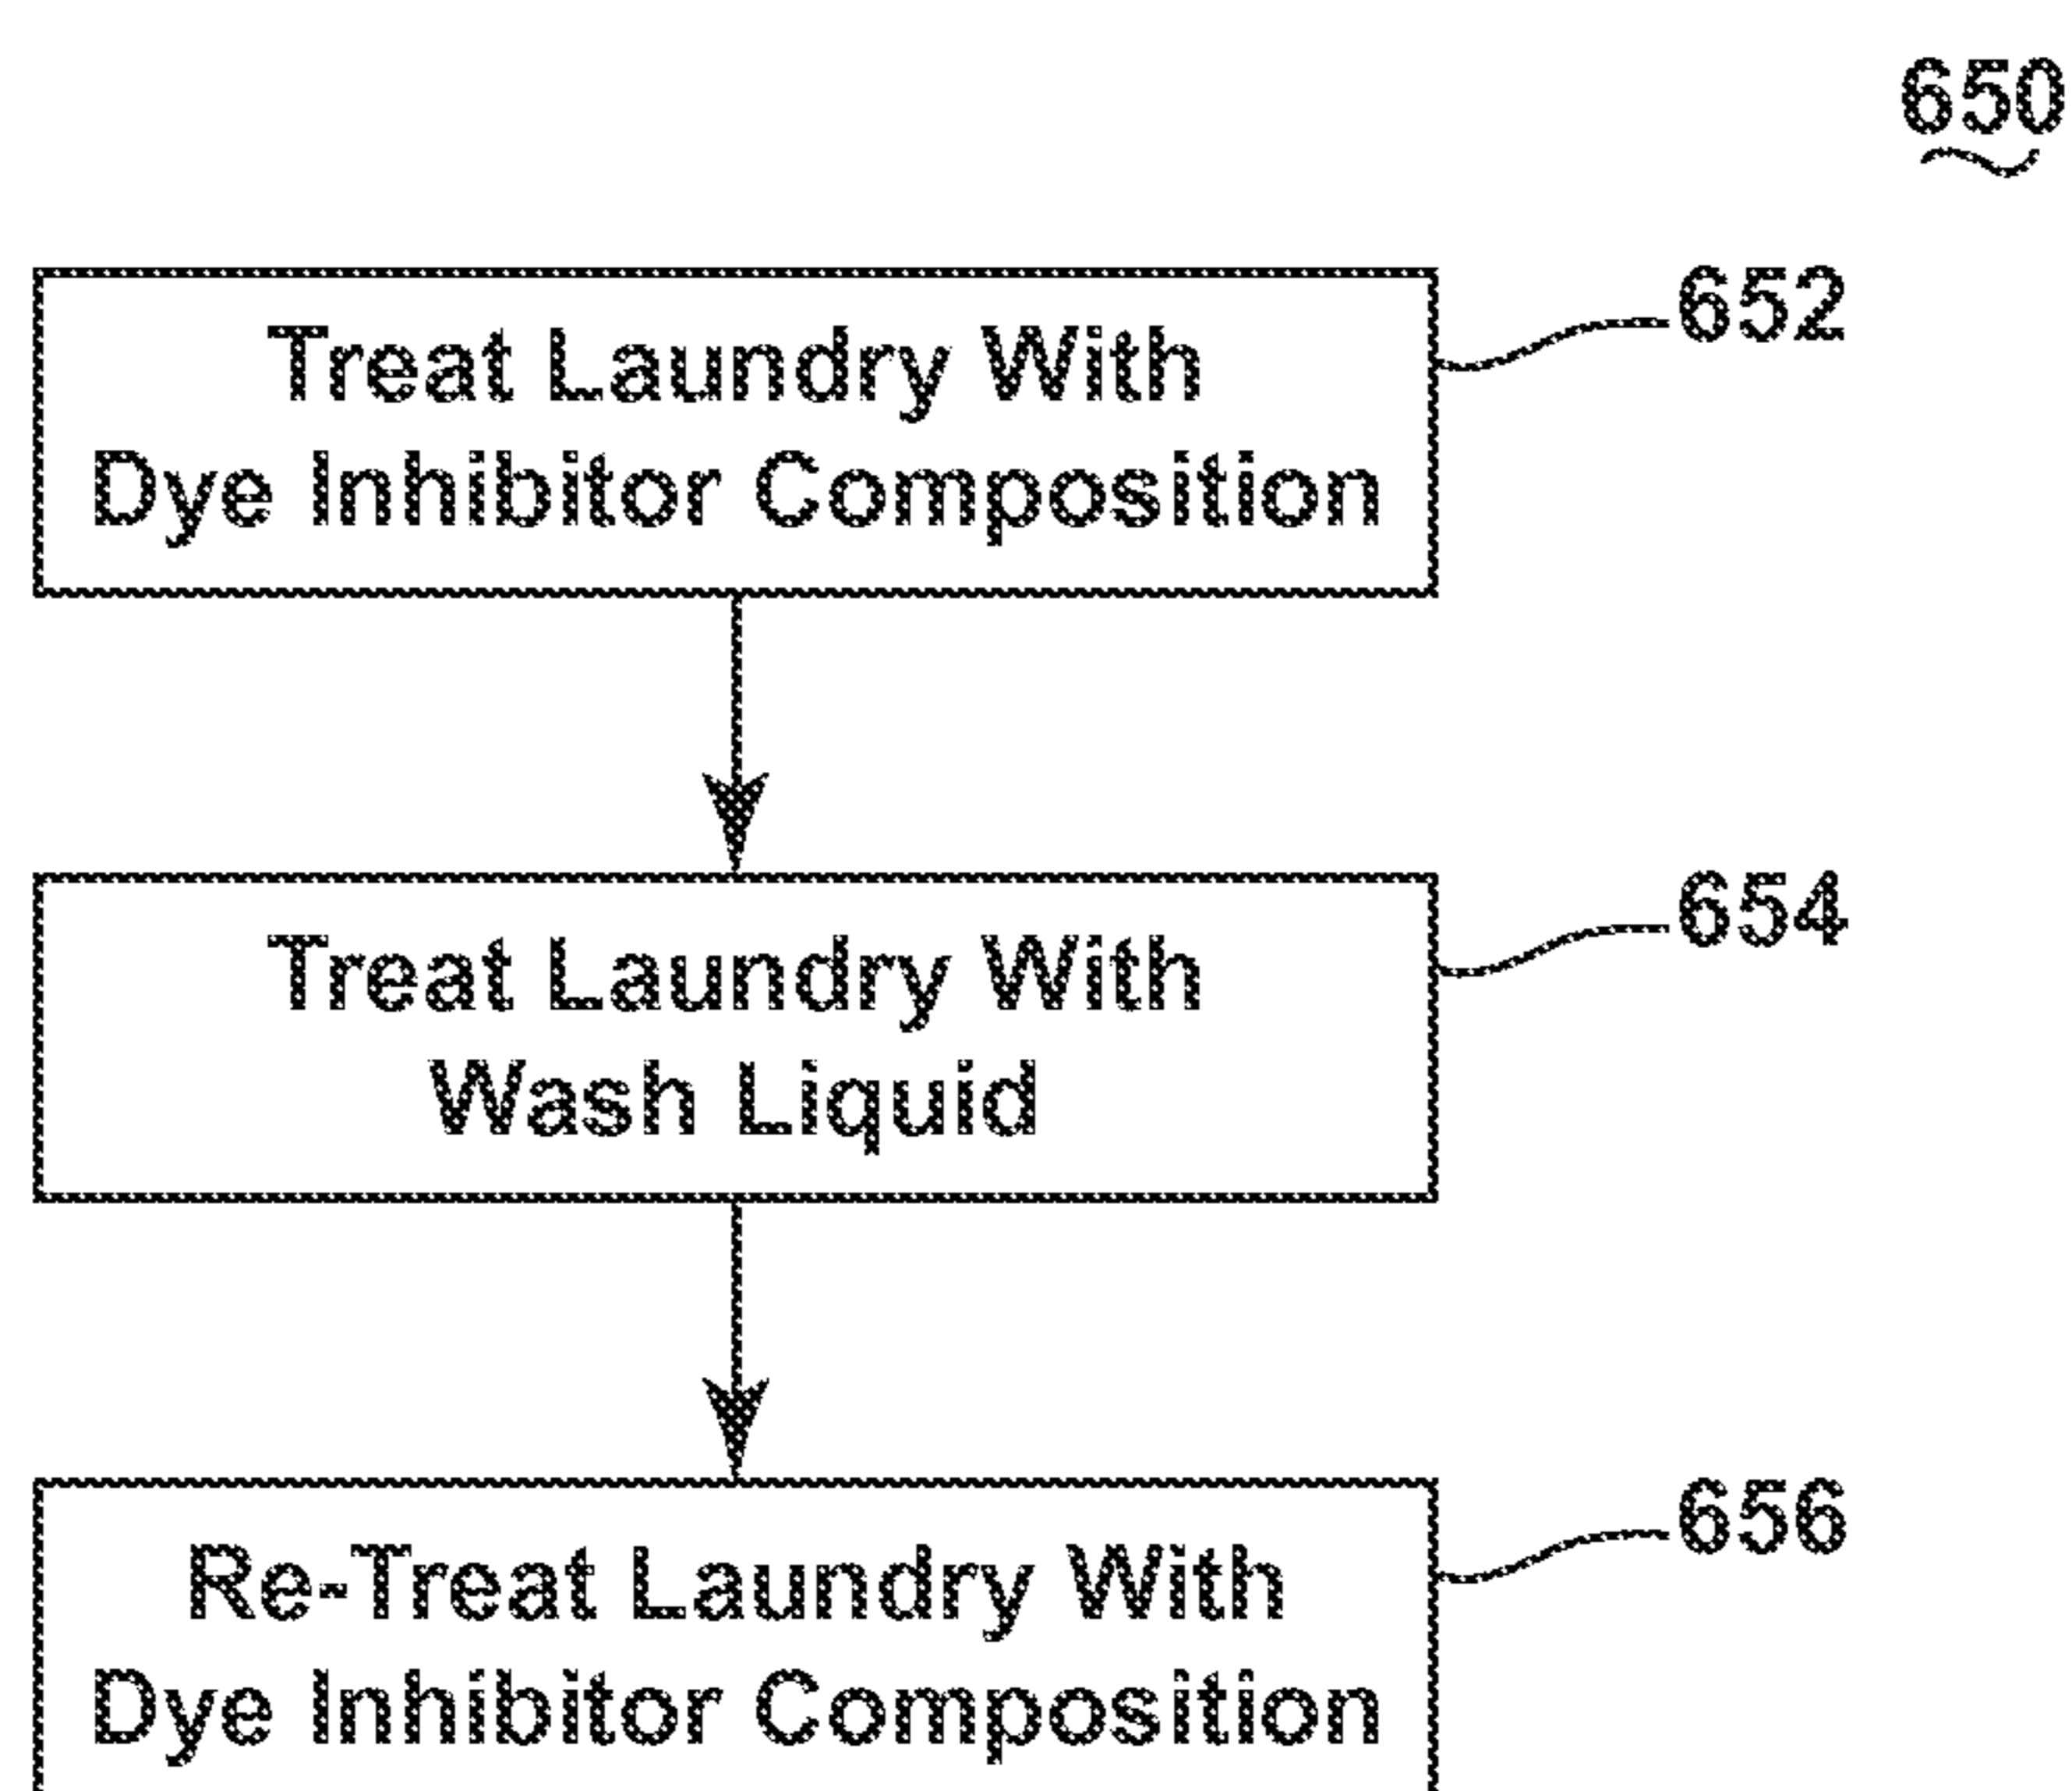 650
Treat Laundry With
Dye Inhibitor Composition
652
Treat Laundry With
Wash Liquid
654
Re-Treat Laundry With
Dye Inhibitor Composition
656